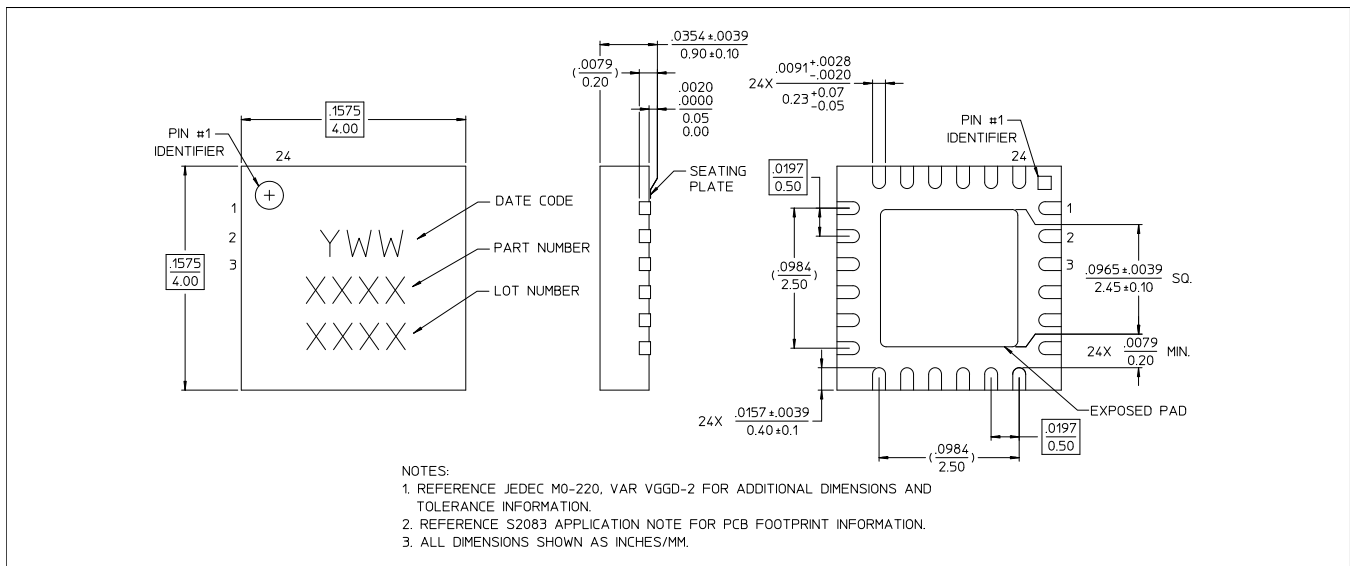 .0354±.0039
0.90±0.10
(.0079
0.20)
.0020
.0000
0.05
0.00
SEATING
PLATE
.1575
4.00
PIN #1
IDENTIFIER
24
1
2
3
.1575
4.00
YWW
XXXX
XXXX
DATE CODE
PART NUMBER
LOT NUMBER
24X .0091 +.0028 -.0020
0.23 +0.07 -0.05
PIN #1
IDENTIFIER
24
.0197
0.50
1
2
3
(.0984
2.50)
.0965±.0039
2.45±0.10 SQ.
24X .0079
0.20 MIN.
EXPOSED PAD
24X .0157±.0039
0.40±0.1
.0197
0.50
(.0984
2.50)
NOTES:
1. REFERENCE JEDEC MO-220, VAR VGGD-2 FOR ADDITIONAL DIMENSIONS AND
TOLERANCE INFORMATION.
2. REFERENCE S2083 APPLICATION NOTE FOR PCB FOOTPRINT INFORMATION.
3. ALL DIMENSIONS SHOWN AS INCHES/MM.